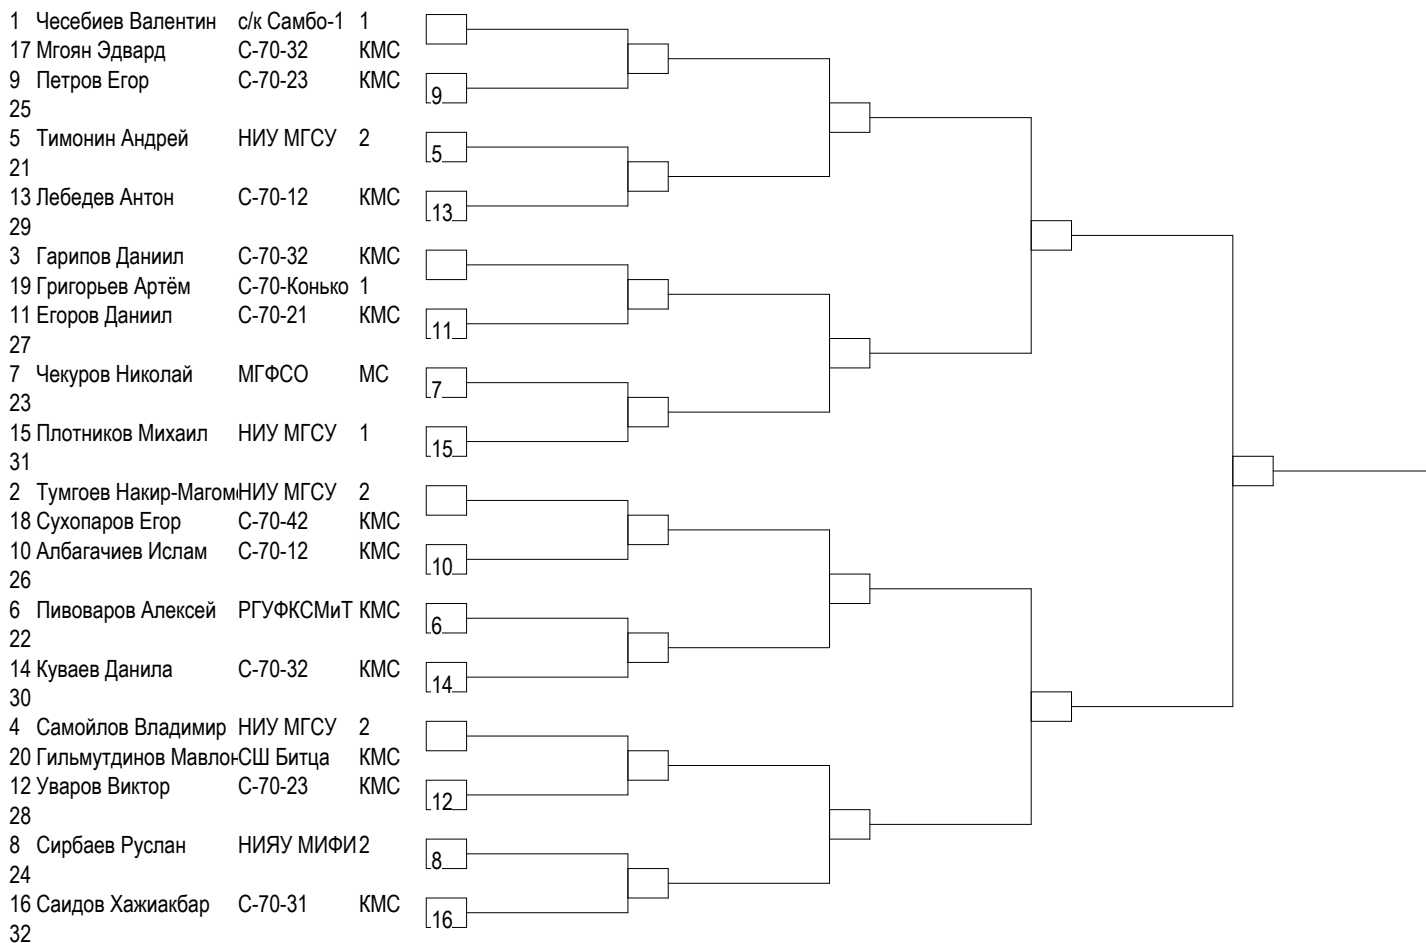 1 Чесебиев Валентин с/к Самбо-1 1
17 Мгоян Эдвард С-70-32 КМС
9 Петров Егор С-70-23 КМС 9
25
5 Тимонин Андрей НИУ МГСУ 2 5
21
13 Лебедев Антон С-70-12 КМС 13
29
3 Гарипов Даниил С-70-32 КМС
19 Григорьев Артём С-70-Конько 1
11 Егоров Даниил С-70-21 КМС 11
27
7 Чекуров Николай МГФСО МС 7
23
15 Плотников Михаил НИУ МГСУ 1 15
31
2 Тумгоев Накир-Магом НИУ МГСУ 2
18 Сухопаров Егор С-70-42 КМС
10 Албагачиев Ислам С-70-12 КМС 10
26
6 Пивоваров Алексей РГУФКСМиТ КМС 6
22
14 Куваев Данила С-70-32 КМС 14
30
4 Самойлов Владимир НИУ МГСУ 2
20 Гильмутдинов Мавлон СШ Битца КМС
12 Уваров Виктор С-70-23 КМС 12
28
8 Сирбаев Руслан НИЯУ МИФИ 2 8
24
16 Саидов Хажиакбар С-70-31 КМС 16
32